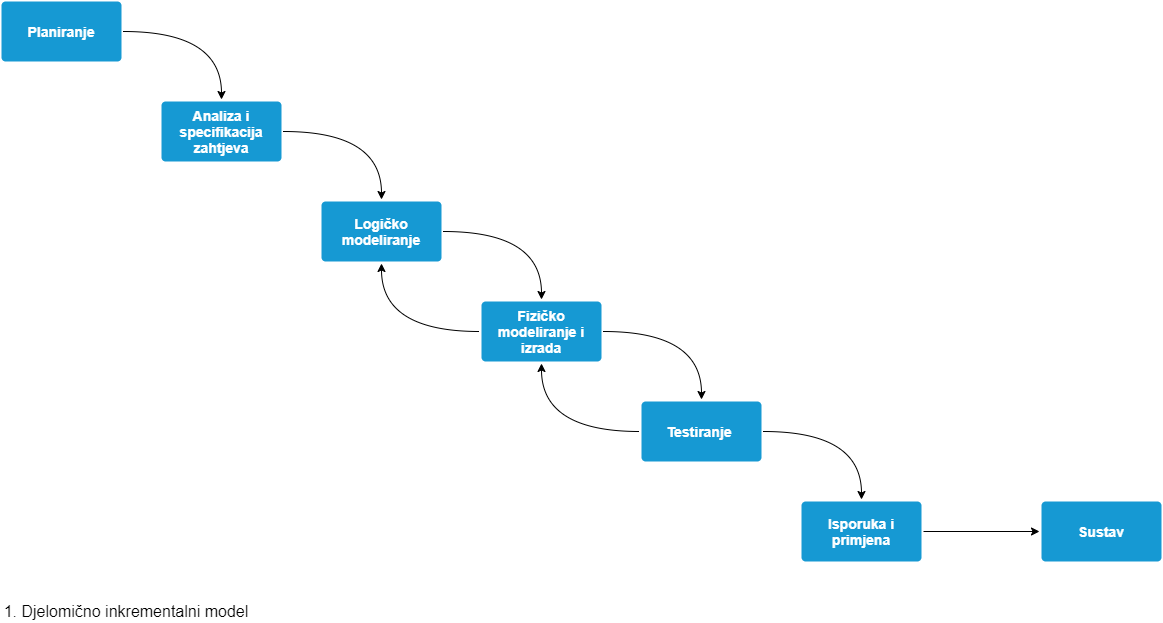 Planiranje
Analiza i
specifikacija
zahtjeva
Logičko
modeliranje
Fizičko
modeliranje i
izrada
Testiranje
Isporuka i
primjena
Sustav
1. Djelomično inkrementalni model